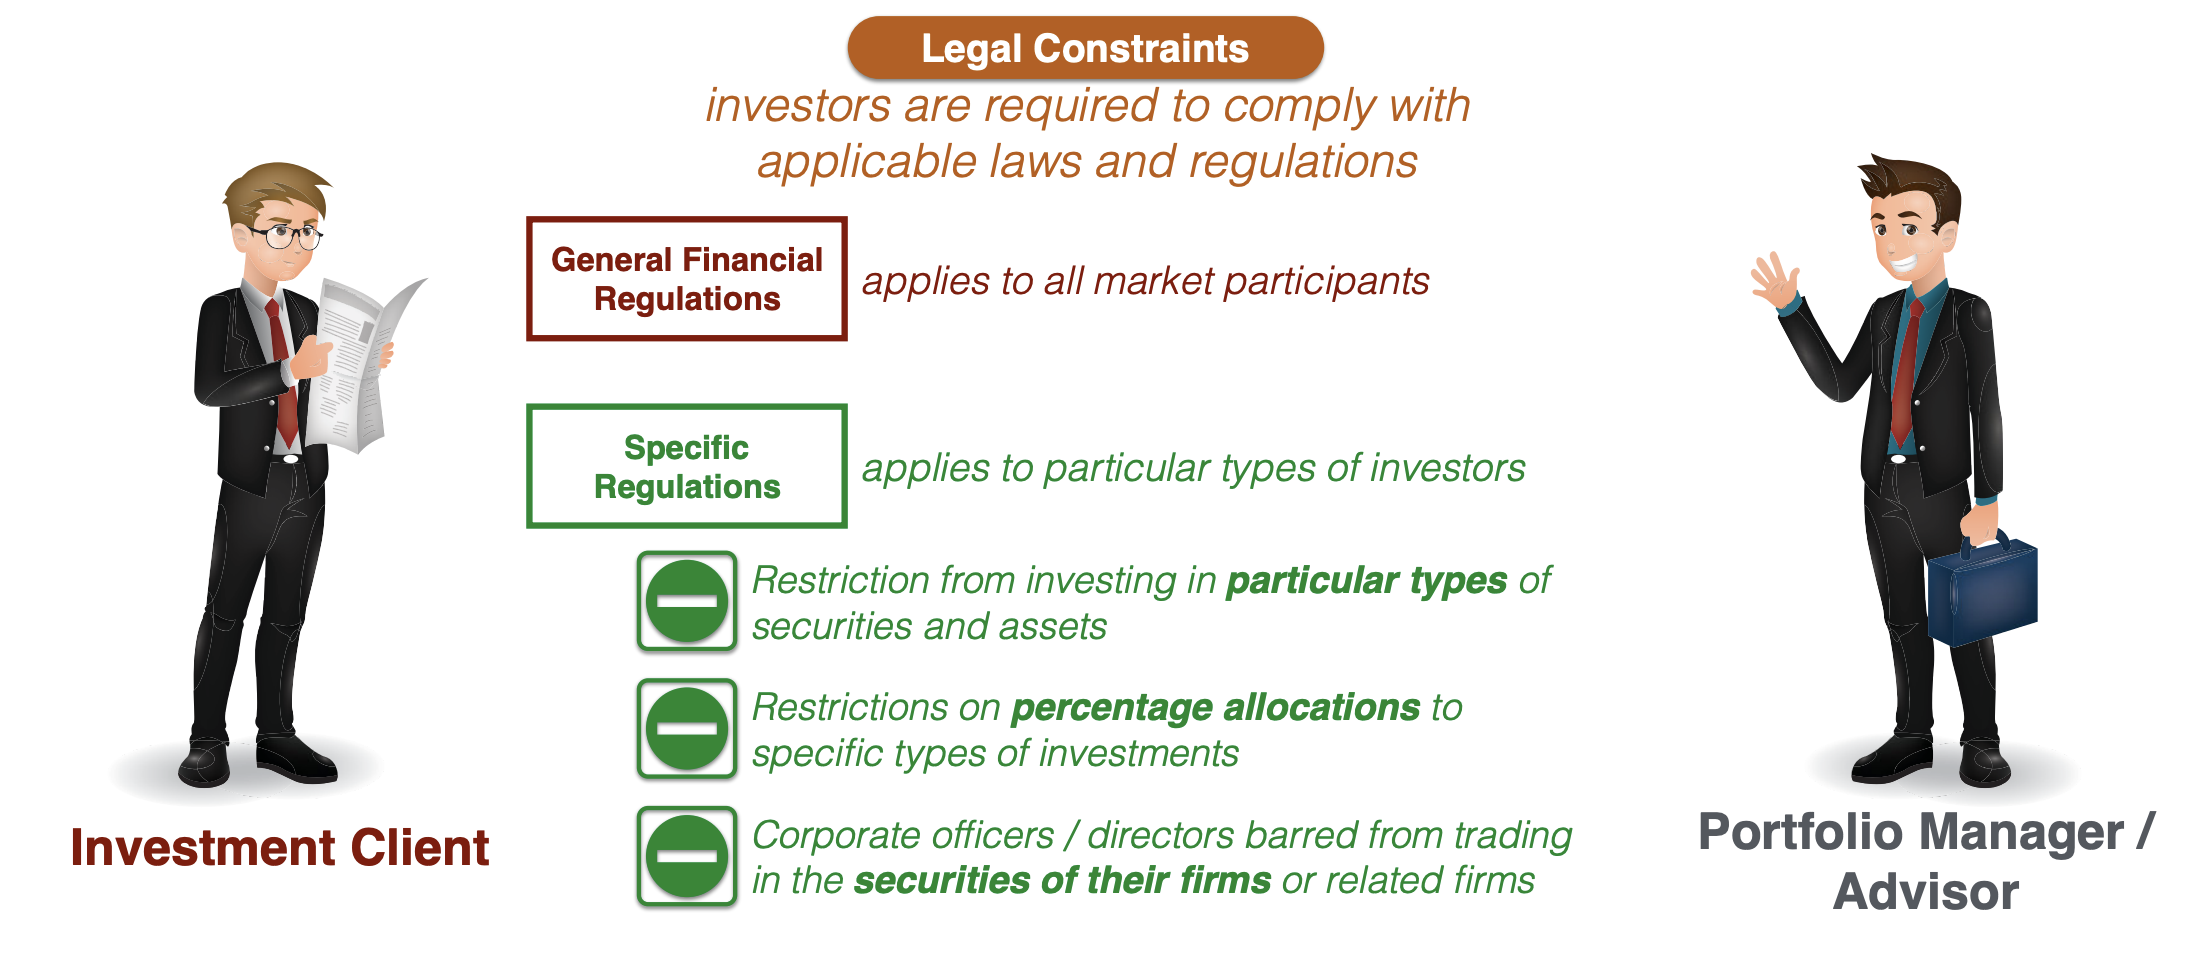 Legal Constraints
investors are required to comply with
applicable laws and regulations
General Financial
Regulations
applies to all market participants
Specific
Regulations
applies to particular types of investors
Restriction from investing in particular types of
securities and assets
Restrictions on percentage allocations to
specific types of investments
Corporate officers / directors barred from trading
in the securities of their firms or related firms
Investment Client
Portfolio Manager /
Advisor